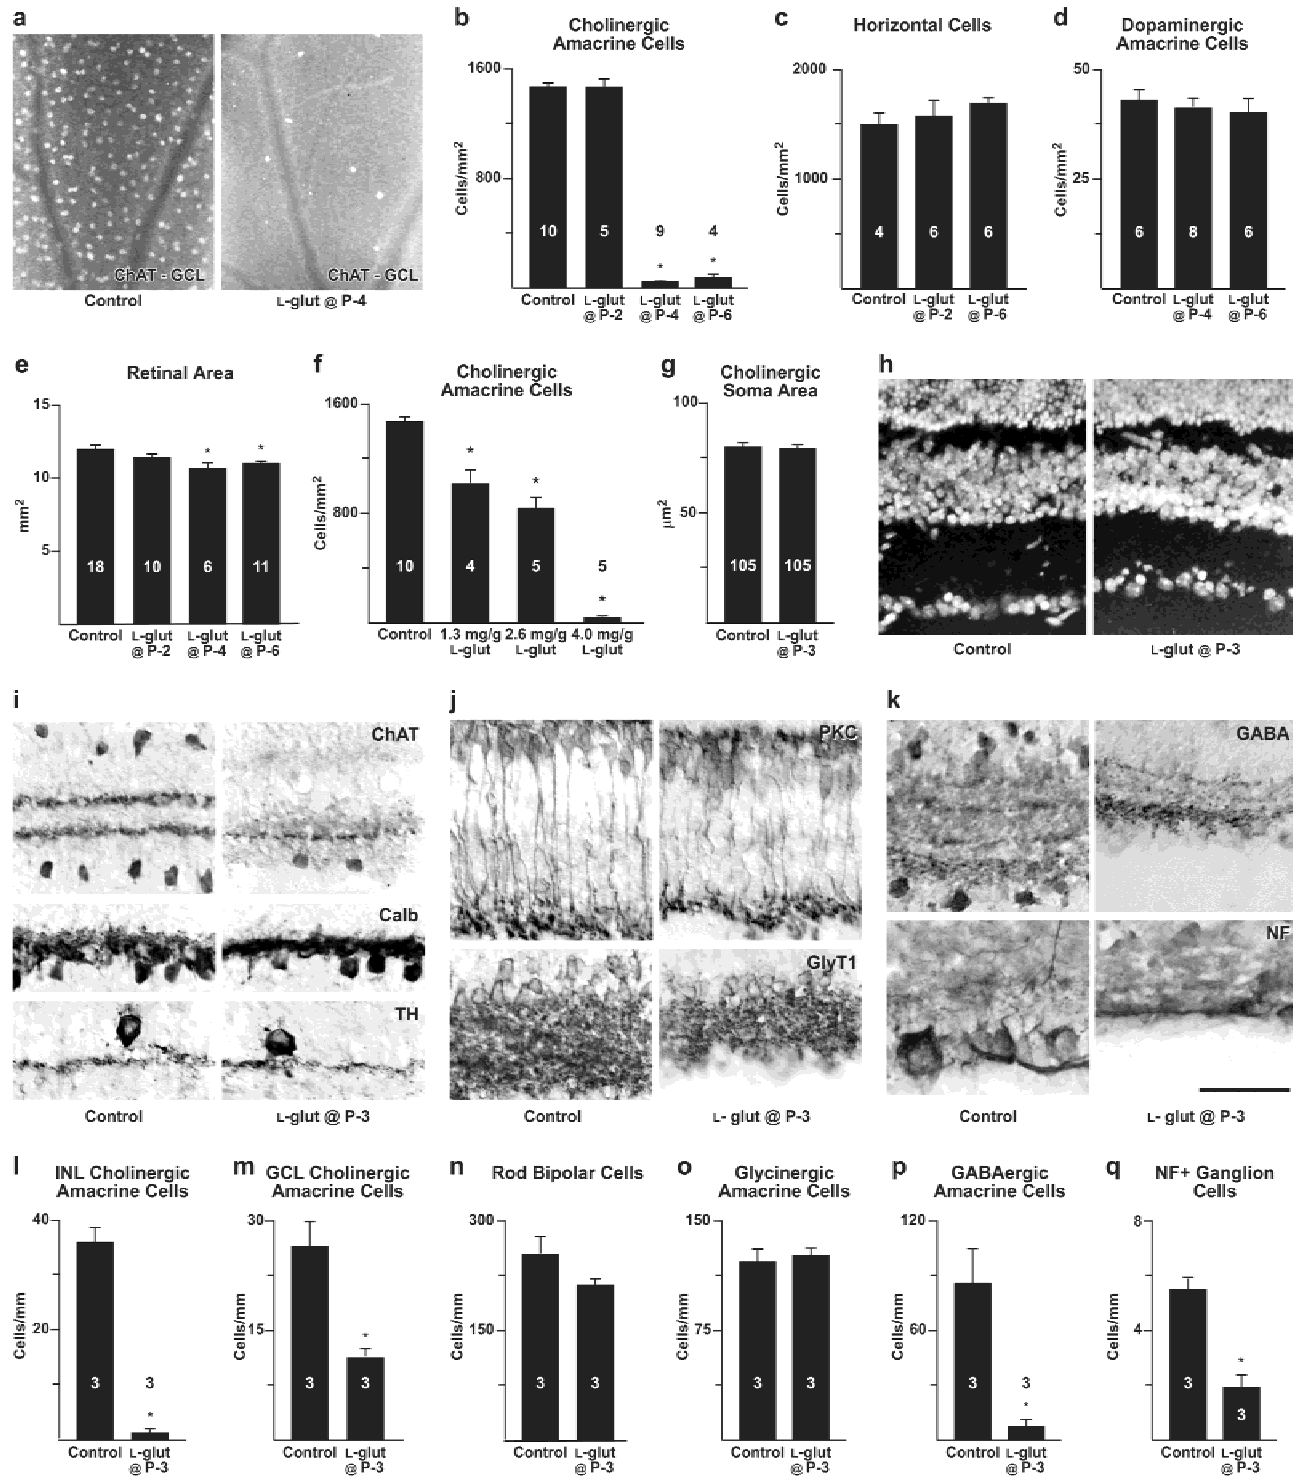 a
ChAT - GCL
Control
ChAT - GCL
L-glut @ P-4
b
Cholinergic
Amacrine Cells
Cells/mm2
1600
800
10
5
9
*
4
*
Control
L-glut
@ P-2
L-glut
@ P-4
L-glut
@ P-6
c
Horizontal Cells
Cells/mm2
2000
1000
4
6
6
Control
L-glut
@ P-2
L-glut
@ P-6
d
Dopaminergic
Amacrine Cells
Cells/mm2
50
25
6
8
6
Control
L-glut
@ P-4
L-glut
@ P-6
e
Retinal Area
mm2
15
10
5
*
*
18
10
6
11
Control
L-glut
@ P-2
L-glut
@ P-4
L-glut
@ P-6
f
Cholinergic
Amacrine Cells
Cells/mm2
1600
800
*
*
10
4
5
5
*
Control
1.3 mg/g
L-glut
2.6 mg/g
L-glut
4.0 mg/g
L-glut
g
Cholinergic
Soma Area
µm2
100
50
105
105
Control
L-glut
@ P-3
h
Control
L-glut @ P-3
i
ChAT
Calb
TH
Control
L-glut @ P-3
j
PKC
GlyT1
Control
L- glut @ P-3
k
GABA
NF
Control
L- glut @ P-3
l
INL Cholinergic
Amacrine Cells
Cells/mm
40
20
3
3
*
Control
L-glut
@ P-3
m
GCL Cholinergic
Amacrine Cells
Cells/mm
30
15
*
3
3
Control
L-glut
@ P-3
n
Rod Bipolar Cells
Cells/mm
300
150
3
3
Control
L-glut
@ P-3
o
Glycinergic
Amacrine Cells
Cells/mm
150
75
3
3
Control
L-glut
@ P-3
p
GABAergic
Amacrine Cells
Cells/mm
120
60
3
3
*
Control
L-glut
@ P-3
q
NF+ Ganglion
Cells
Cells/mm
8
4
*
3
3
Control
L-glut
@ P-3